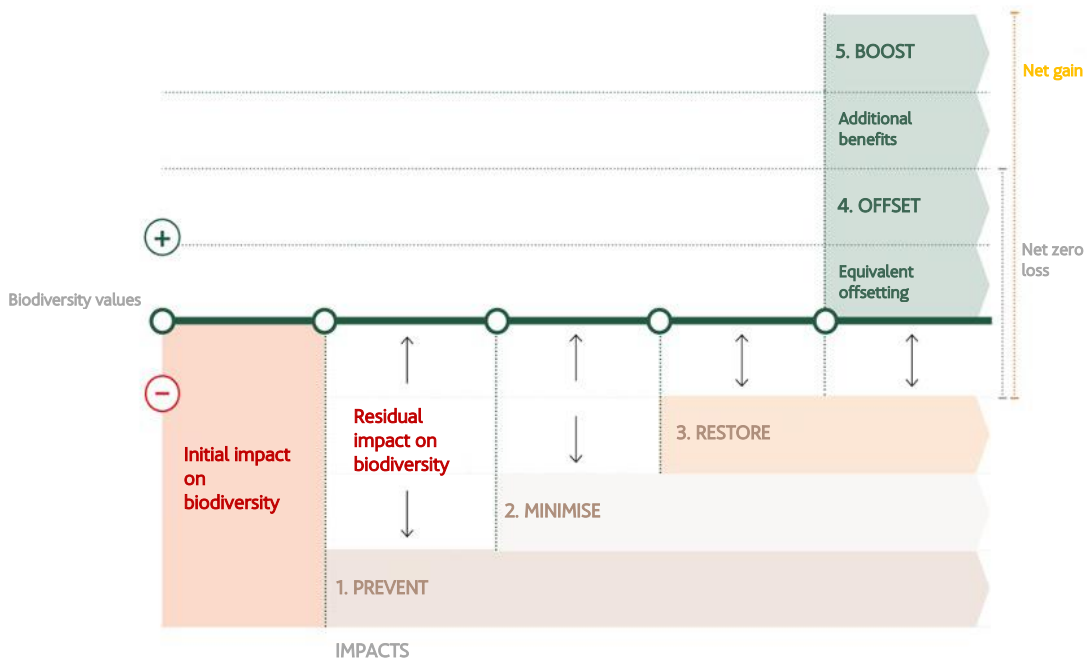 5. BOOST
Net gain
Additional
benefits
4. OFFSET
+
Net zero
loss
Equivalent
offsetting
Biodiversity values
−
Residual
impact on
biodiversity
3. RESTORE
Initial impact
on
biodiversity
2. MINIMISE
1. PREVENT
IMPACTS